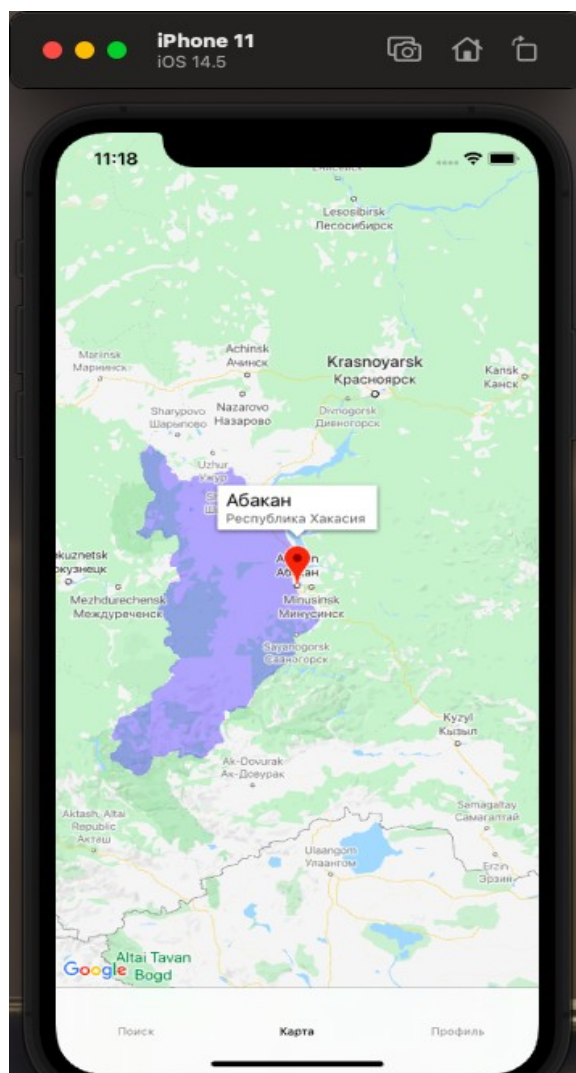 iPhone 11
iOS 14.5
11:18
Lesosibirsk
Лесосибирск
Achinsk
Ачинск
Mariinsk
Мариинск
Krasnoyarsk
Красноярск
Kansk
Канск
Nazarovo
Назарово
Sharypovo
Шарыпово
Divnogorsk
Дивногорск
Uzhur
Ужур
Абакан
Республика Хакасия
Mezhdurechensk
Междуреченск
Minusinsk
Минусинск
Sayanogorsk
Саяногорск
Kyzyl
Кызыл
Ak-Dovurak
Ак-Довурак
Aktash, Altai
Republic
Акташ
Samagaltay
Самагалтай
Ulaangom
Улаангом
Erzin
Эрзин
Altai Tavan
Bogd
Google
Поиск
Карта
Профиль